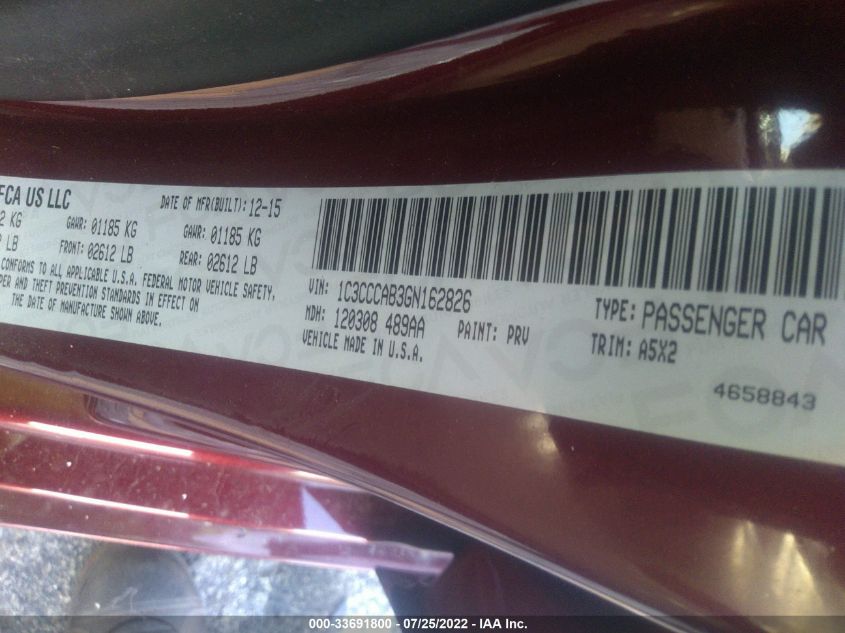 FCA US LLC
DATE OF MFR(BUILT): 12-15
KG GAWR: 01185 KG GAWR: 01185 KG
LB FRONT: 02612 LB REAR: 02612 LB
CONFORMS TO ALL APPLICABLE U.S.A. FEDERAL MOTOR VEHICLE SAFETY,
PER AND THEFT PREVENTION STANDARDS IN EFFECT ON
THE DATE OF MANUFACTURE SHOWN ABOVE.
VIN: 1C3CCCAB3GN162826
MDH: 120308 489AA PAINT: PRV
VEHICLE MADE IN U.S.A.
TYPE: PASSENGER CAR
TRIM: A5X2
4658843
000-33691800 - 07/25/2022 - IAA Inc.